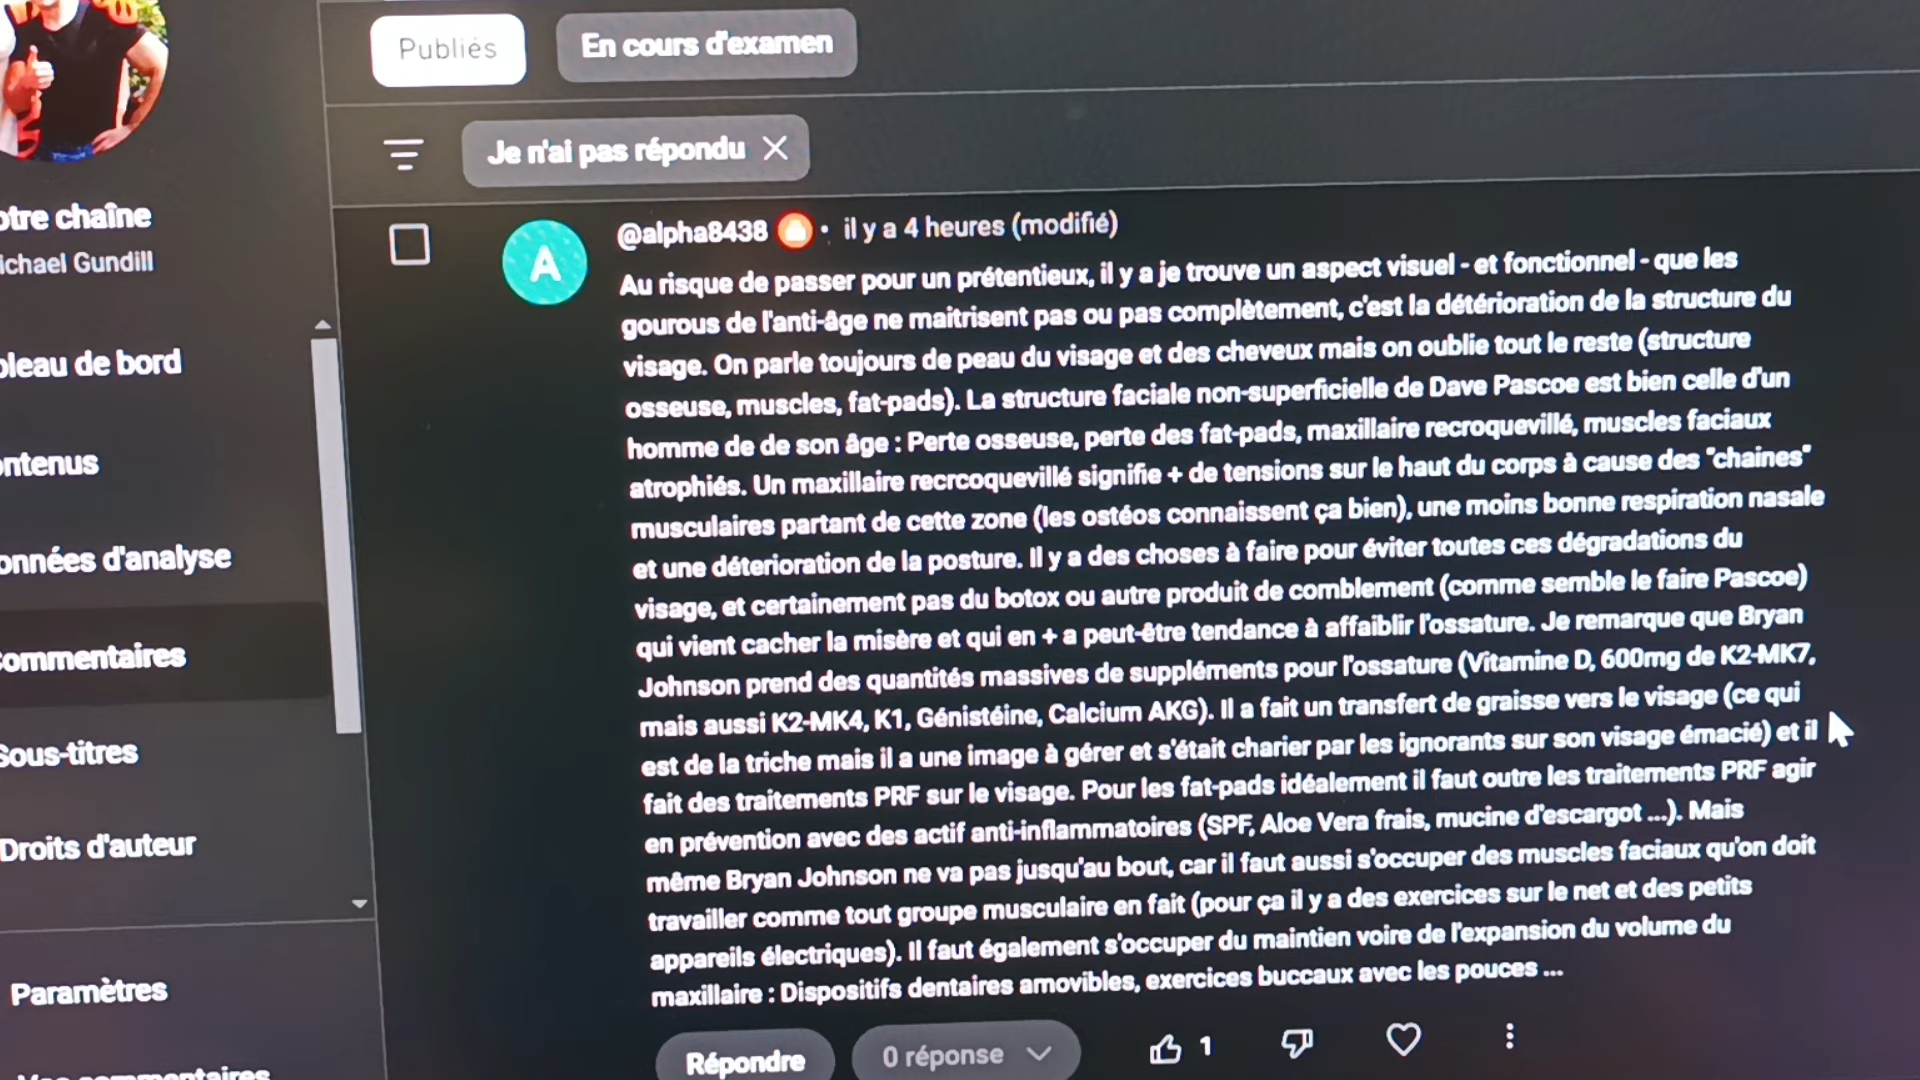 Publiés
En cours d'examen
Je n'ai pas répondu
otre chaîne
ichael Gundill
bleau de bord
ontenus
onnées d'analyse
ommentaires
Sous-titres
Droits d'auteur
Paramètres
@alpha8438 • il y a 4 heures (modifié)
A
Au risque de passer pour un prétentieux, il y a je trouve un aspect visuel - et fonctionnel - que les
gourous de l'anti-âge ne maitrisent pas ou pas complètement, c'est la détérioration de la structure du
visage. On parle toujours de peau du visage et des cheveux mais on oublie tout le reste (structure
osseuse, muscles, fat-pads). La structure faciale non-superficielle de Dave Pascoe est bien celle d'un
homme de de son âge : Perte osseuse, perte des fat-pads, maxillaire recroquevillé, muscles faciaux
atrophiés. Un maxillaire recrcoquevillé signifie + de tensions sur le haut du corps à cause des "chaines"
musculaires partant de cette zone (les ostéos connaissent ça bien), une moins bonne respiration nasale
et une déterioration de la posture. Il y a des choses à faire pour éviter toutes ces dégradations du
visage, et certainement pas du botox ou autre produit de comblement (comme semble le faire Pascoe)
qui vient cacher la misère et qui en + a peut-être tendance à affaiblir l'ossature. Je remarque que Bryan
Johnson prend des quantités massives de suppléments pour l'ossature (Vitamine D, 600mg de K2-MK7,
mais aussi K2-MK4, K1, Génistéine, Calcium AKG). Il a fait un transfert de graisse vers le visage (ce qui
est de la triche mais il a une image à gérer et s'était charier par les ignorants sur son visage émacié) et il
fait des traitements PRF sur le visage. Pour les fat-pads idéalement il faut outre les traitements PRF agir
en prévention avec des actif anti-inflammatoires (SPF, Aloe Vera frais, mucine d'escargot ...). Mais
même Bryan Johnson ne va pas jusqu'au bout, car il faut aussi s'occuper des muscles faciaux qu'on doit
travailler comme tout groupe musculaire en fait (pour ça il y a des exercices sur le net et des petits
appareils électriques). Il faut également s'occuper du maintien voire de l'expansion du volume du
maxillaire : Dispositifs dentaires amovibles, exercices buccaux avec les pouces ...
Répondre
0 réponse
1